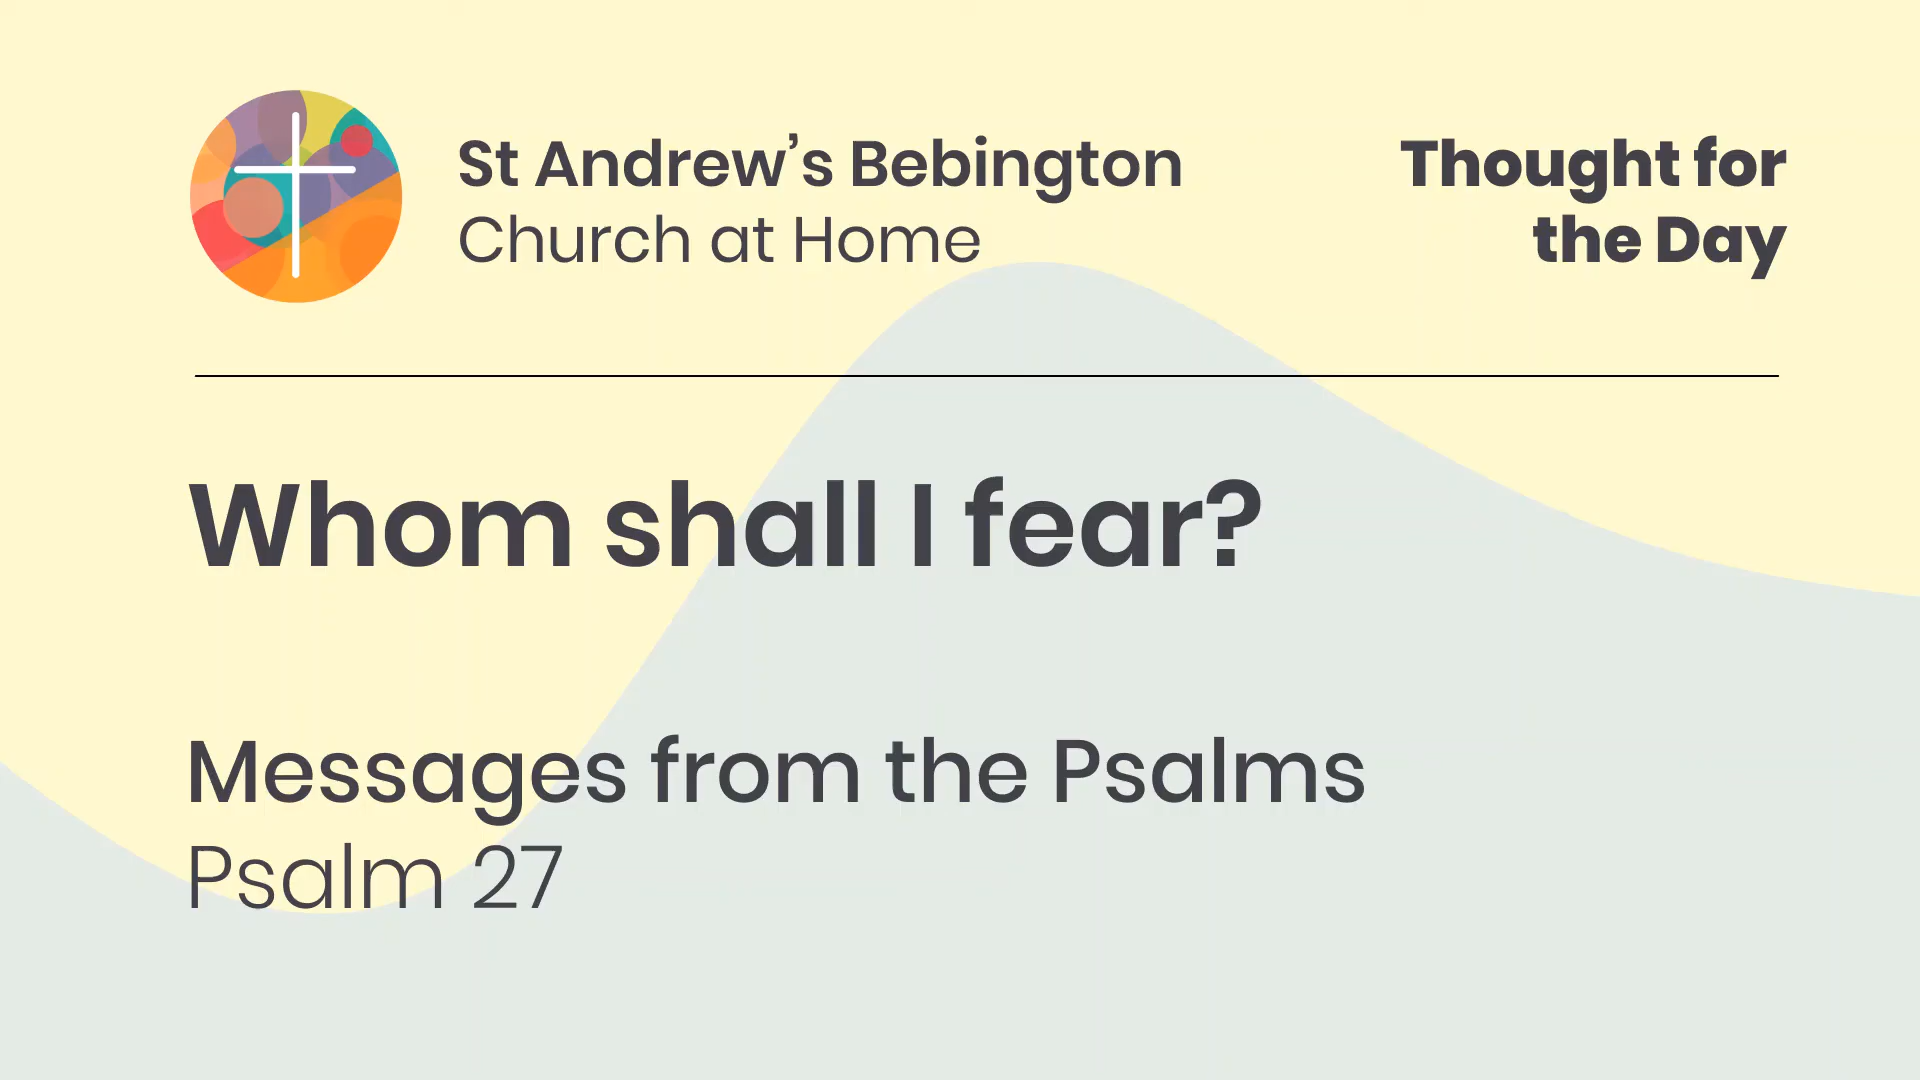 St Andrew’s Bebington
Church at Home
Thought for
the Day
Whom shall I fear?
Messages from the Psalms
Psalm 27